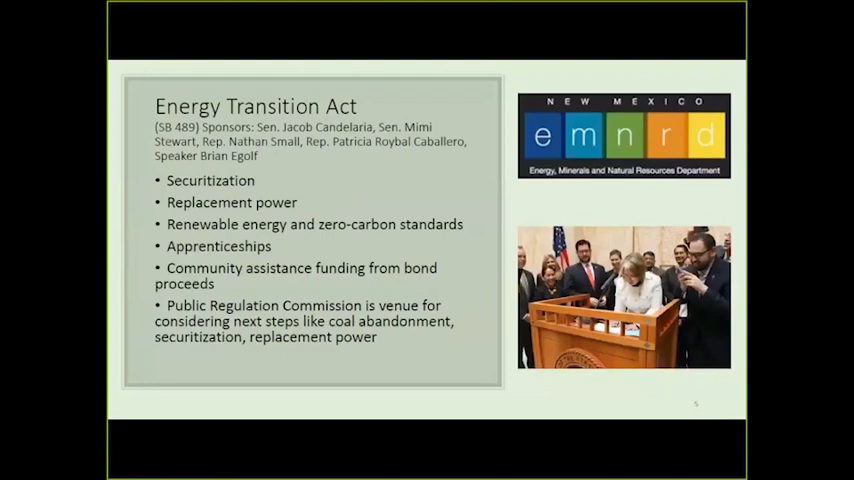 Energy Transition Act
(SB 489) Sponsors: Sen. Jacob Candelaria, Sen. Mimi
Stewart, Rep. Nathan Small, Rep. Patricia Roybal Caballero,
Speaker Brian Egolf
• Securitization
• Replacement power
• Renewable energy and zero-carbon standards
• Apprenticeships
• Community assistance funding from bond
proceeds
• Public Regulation Commission is venue for
considering next steps like coal abandonment,
securitization, replacement power
NEW MEXICO
emnrd
Energy, Minerals and Natural Resources Department
5